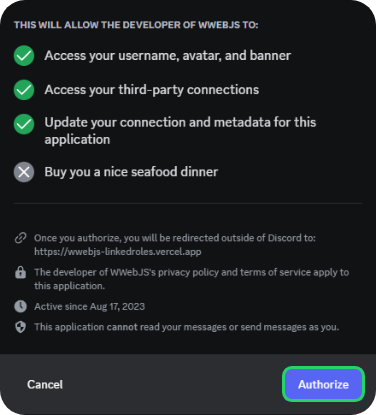 THIS WILL ALLOW THE DEVELOPER OF WWEBJS TO:
Access your username, avatar, and banner
Access your third-party connections
Update your connection and metadata for this
application
Buy you a nice seafood dinner
Once you authorize, you will be redirected outside of Discord to:
https://wwebjs-linkedroles.vercel.app
The developer of WWebJS's privacy policy and terms of service apply to
this application.
Active since Aug 17, 2023
This application cannot read your messages or send messages as you.
Cancel
Authorize